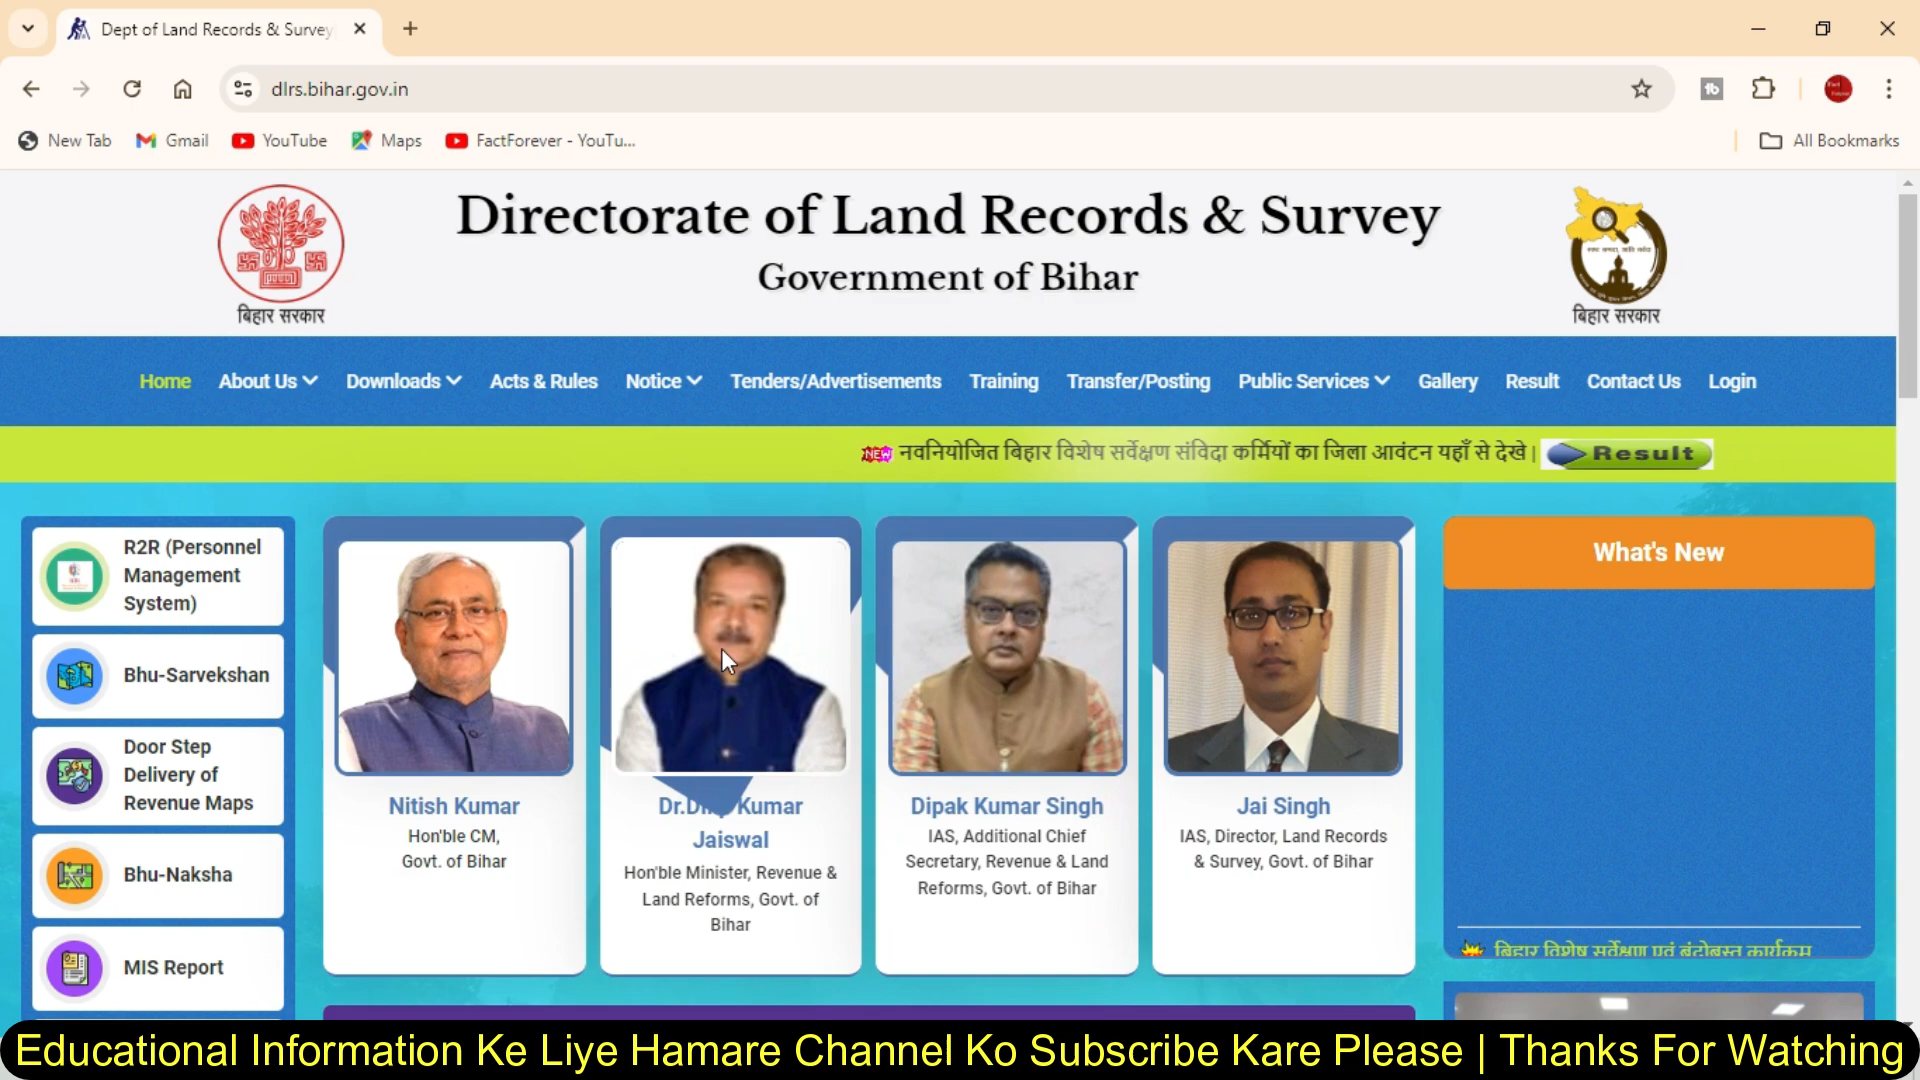 Dept of Land Records & Survey
dlrs.bihar.gov.in
New Tab
Gmail
YouTube
Maps
FactForever - YouTu...
All Bookmarks
Directorate of Land Records & Survey
Government of Bihar
बिहार सरकार
बिहार सरकार
Home
About Us
Downloads
Acts & Rules
Notice
Tenders/Advertisements
Training
Transfer/Posting
Public Services
Gallery
Result
Contact Us
Login
NEW नवनियोजित बिहार विशेष सर्वेक्षण संविदा कर्मियों का जिला आवंटन यहाँ से देखे | Result
R2R (Personnel
Management
System)
Bhu-Sarvekshan
Door Step
Delivery of
Revenue Maps
Bhu-Naksha
MIS Report
Nitish Kumar
Hon'ble CM,
Govt. of Bihar
Kumar
Jaiswal
Hon'ble Minister, Revenue &
Land Reforms, Govt. of
Bihar
Dipak Kumar Singh
IAS, Additional Chief
Secretary, Revenue & Land
Reforms, Govt. of Bihar
Jai Singh
IAS, Director, Land Records
& Survey, Govt. of Bihar
What's New
बिहार विशेष सर्वेक्षण एवं बंदोबस्त कार्यक्रम
Educational Information Ke Liye Hamare Channel Ko Subscribe Kare Please | Thanks For Watching